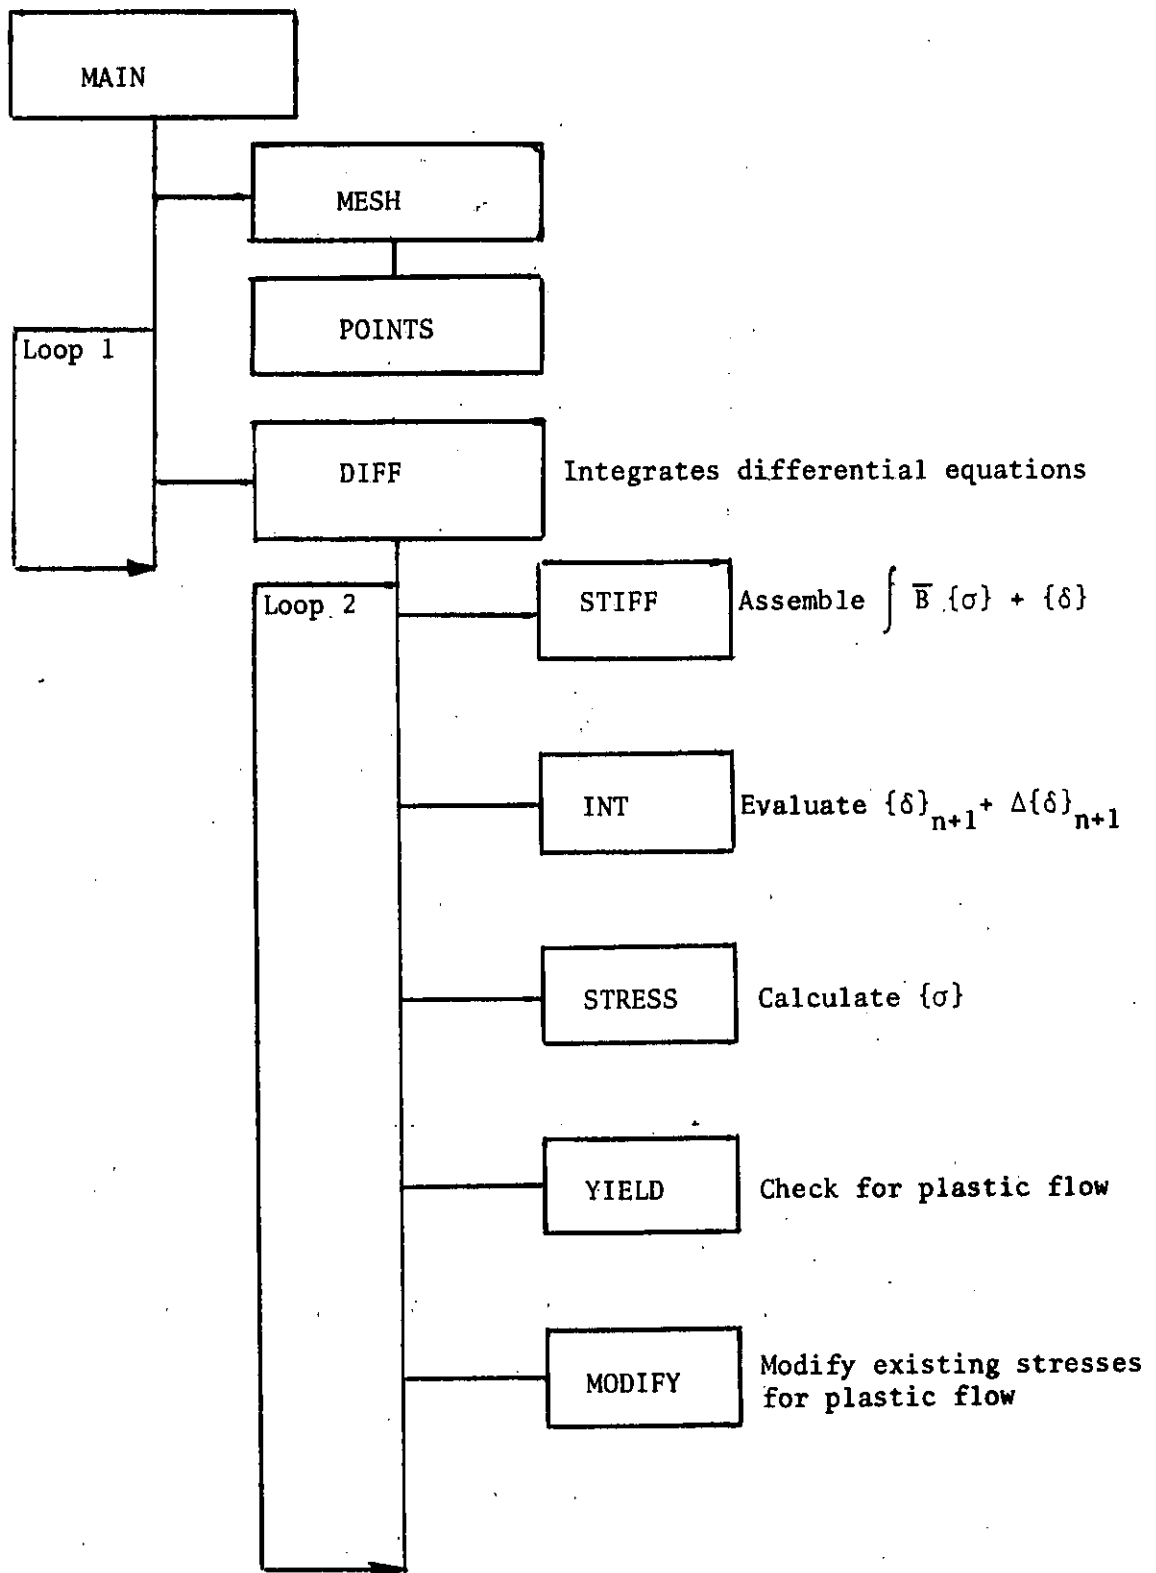 MAIN
MESH
POINTS
Loop 1
DIFF
Integrates differential equations
Loop 2
STIFF
Assemble ∫ B̅ {σ} + {δ}
INT
Evaluate {δ}n+1 + Δ{δ}n+1
STRESS
Calculate {σ}
YIELD
Check for plastic flow
MODIFY
Modify existing stresses
for plastic flow